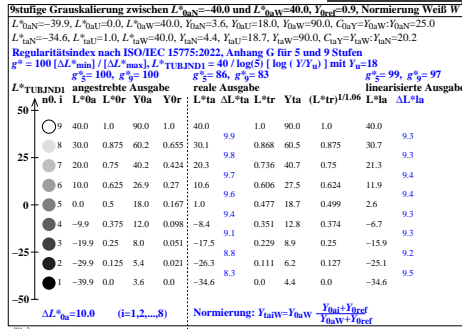 9stufige Grauskalierung zwischen L*0aN=−40.0 und L*0aW=40.0, Y0ref=0.9, Normierung Weiß W
L*0aN=−39.9, L*0aU=0.0, L*0aW=40.0, Y0aN=3.6, Y0aU=18.0, Y0aW=90.0, C0aY=Y0aW:Y0aN=25.0
L*taN=−34.6, L*taU=1.0, L*taW=40.0, YtaN=4.4, YtaU=18.7, YtaW=90.0, CtaY=YtaW:YtaN=20.2
Regularitätsindex nach ISO/IEC 15775:2022, Anhang G für 5 und 9 Stufen
g* = 100 [ΔL*min] / [ΔL*max], L*TUBJND1 = 40 / log(5) [ log ( Y/Yu) ] mit Yu=18
g*5= 100, g*9= 100 g*5= 86, g*9= 83 g*5= 99, g*9= 97
L*TUBJND1 angestrebte Ausgabe reale Ausgabe linearisierte Ausgabe
n0. i L*0a L*0r Y0a Y0r L*ta ΔL*ta L*tr Yta (L*tr)1/1.06 L*la ΔL*la
9 40.0 1.0 90.0 1.0 40.0 1.0 90.0 1.0 40.0
9.9 9.3
8 30.0 0.875 60.2 0.655 30.1 0.868 60.5 0.875 30.7
9.8 9.3
7 20.0 0.75 40.2 0.424 20.3 0.736 40.7 0.75 21.3
9.7 9.3
6 10.0 0.625 26.9 0.27 10.6 0.606 27.5 0.624 11.9
9.6 9.3
5 0.0 0.5 18.0 0.167 1.0 0.477 18.7 0.499 2.6
9.4 9.3
4 −9.9 0.375 12.0 0.098 −8.4 0.351 12.8 0.374 −6.7
9.1 9.3
3 −19.9 0.25 8.0 0.051 −17.5 0.229 8.9 0.25 −15.9
8.8 9.2
2 −29.9 0.125 5.4 0.021 −26.3 0.111 6.2 0.127 −25.1
8.3 9.5
1 −39.9 0.0 3.6 0.0 −34.6 0.0 4.4 0.0 −34.6
50
25
0
−25
−50
ΔL*0a=10.0 (i=1,2,...,8) Normierung: YtaiW=Y0aW Y0ai+Y0ref
Y0aW+Y0ref